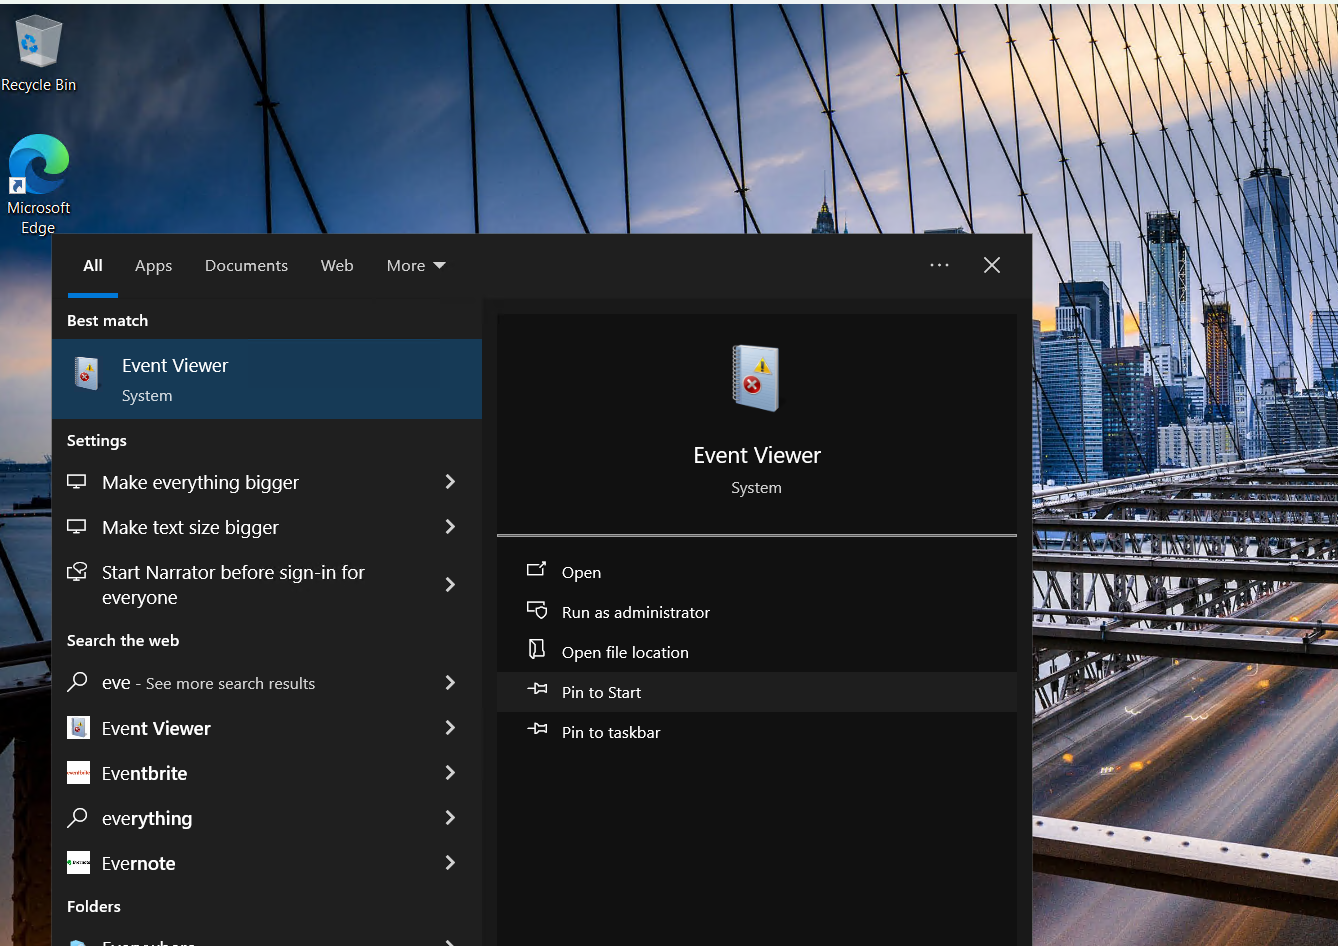 Recycle Bin
Microsoft
Edge
All Apps Documents Web More
Best match
Event Viewer
System
Settings
Make everything bigger
Make text size bigger
Start Narrator before sign-in for
everyone
Search the web
eve - See more search results
Event Viewer
Eventbrite
everything
Evernote
Folders
Event Viewer
System
Open
Run as administrator
Open file location
Pin to Start
Pin to taskbar